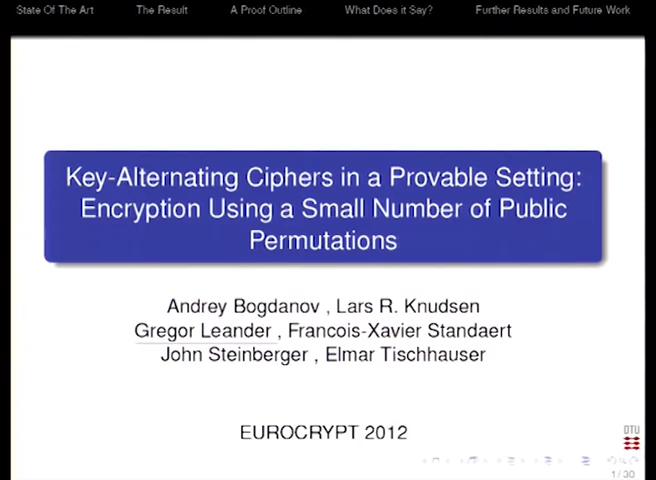 State Of The Art The Result A Proof Outline What Does it Say? Further Results and Future Work
Key-Alternating Ciphers in a Provable Setting:
Encryption Using a Small Number of Public
Permutations
Andrey Bogdanov , Lars R. Knudsen
Gregor Leander , Francois-Xavier Standaert
John Steinberger , Elmar Tischhauser
EUROCRYPT 2012
DTU
1 / 30